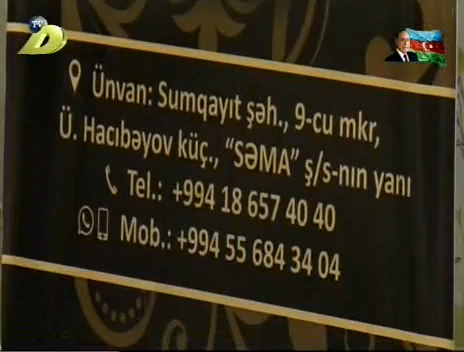 TV
D
Ünvan: Sumqayıt şəh., 9-cu mkr,
Ü. Hacıbəyov küç., “SƏMA” ş/s-nın yanı
Tel.: +994 18 657 40 40
Mob.: +994 55 684 34 04